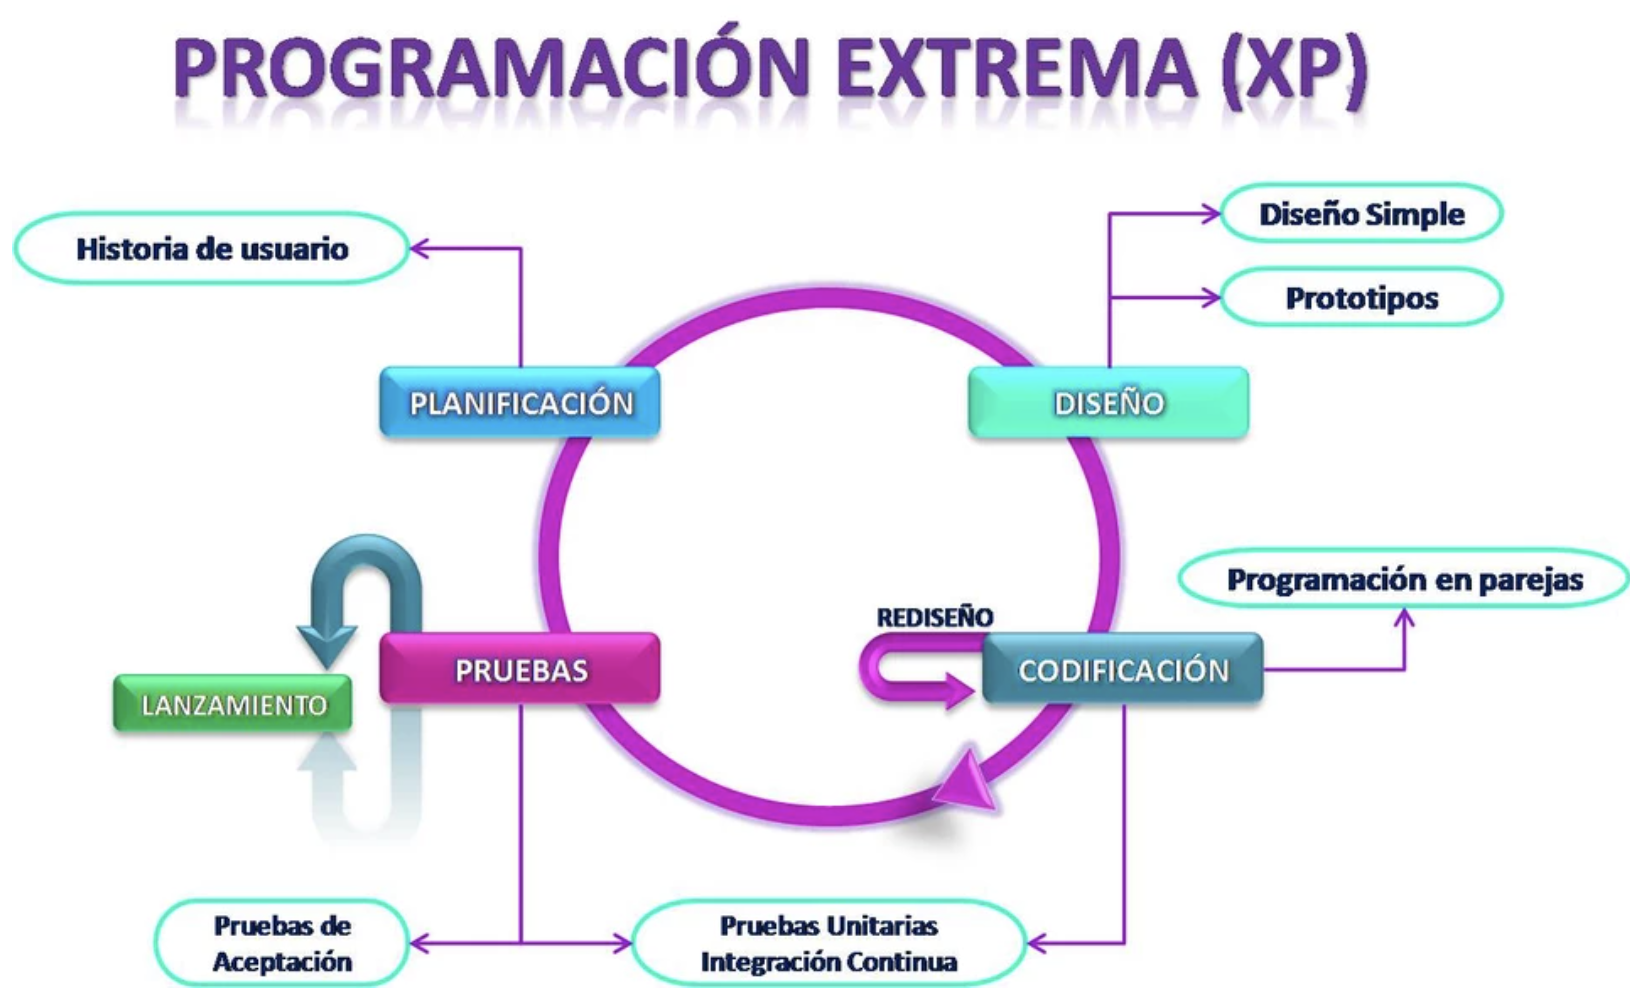 PROGRAMACIÓN EXTREMA (XP)
Historia de usuario
Diseño Simple
Prototipos
PLANIFICACIÓN
DISEÑO
Programación en parejas
REDISEÑO
PRUEBAS
CODIFICACIÓN
LANZAMIENTO
Pruebas de
Aceptación
Pruebas Unitarias
Integración Continua